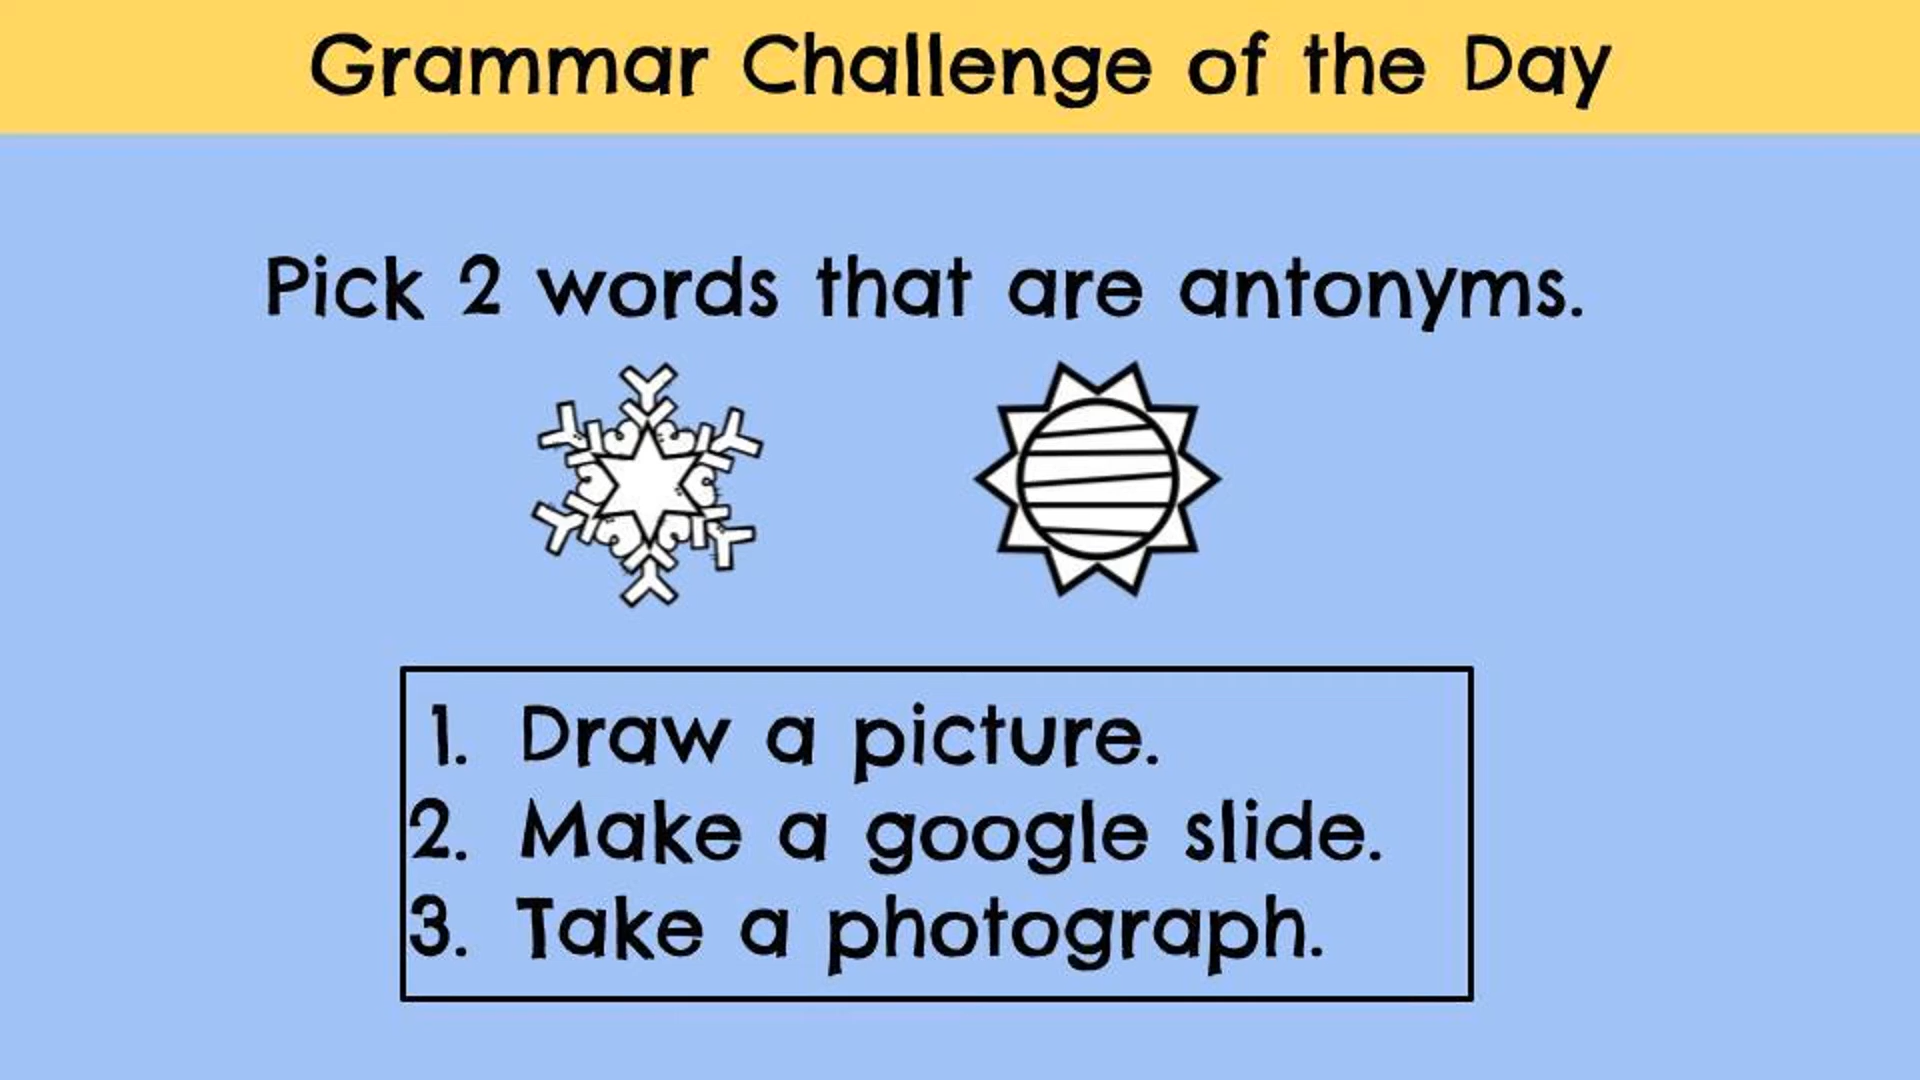 Grammar Challenge of the Day
Pick 2 words that are antonyms.
1. Draw a picture.
2. Make a google slide.
3. Take a photograph.